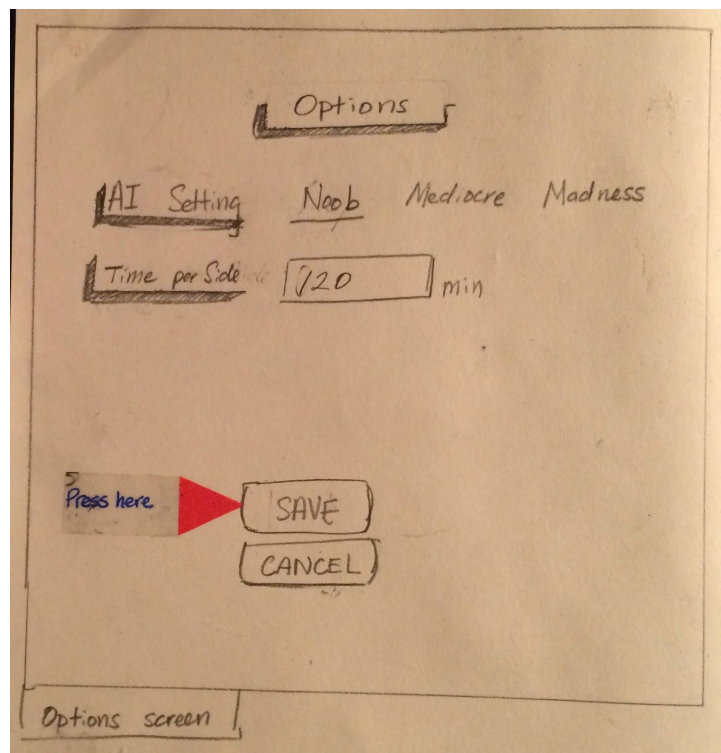 Options
AI Setting Noob Mediocre Madness
Time per Side 120 min
Press here
SAVE
CANCEL
Options screen